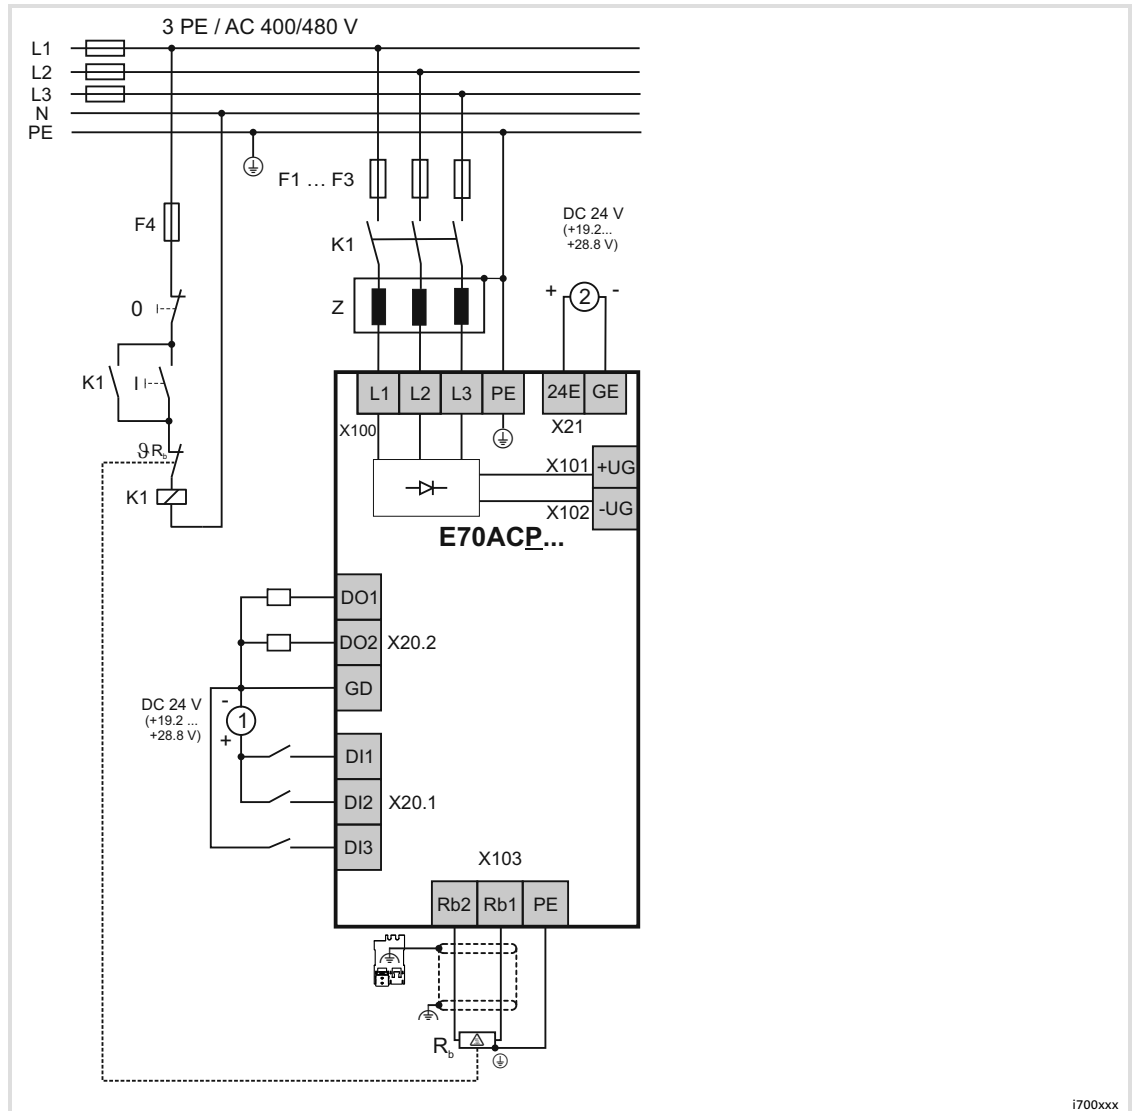 3 PE / AC 400/480 V
L1
L2
L3
N
PE
F1 … F3
F4
DC 24 V
(+19.2...
+28.8 V)
K1
+ 2 -
0
Z
K1
I
L1 L2 L3 PE
24E GE
X100
X21
ϑRb
X101 +UG
K1
X102 -UG
E70ACP...
DO1
DO2 X20.2
GD
DC 24 V
(+19.2 ...
+28.8 V)
-
1
+
DI1
DI2 X20.1
DI3
X103
Rb2 Rb1 PE
Rb
i700xxx